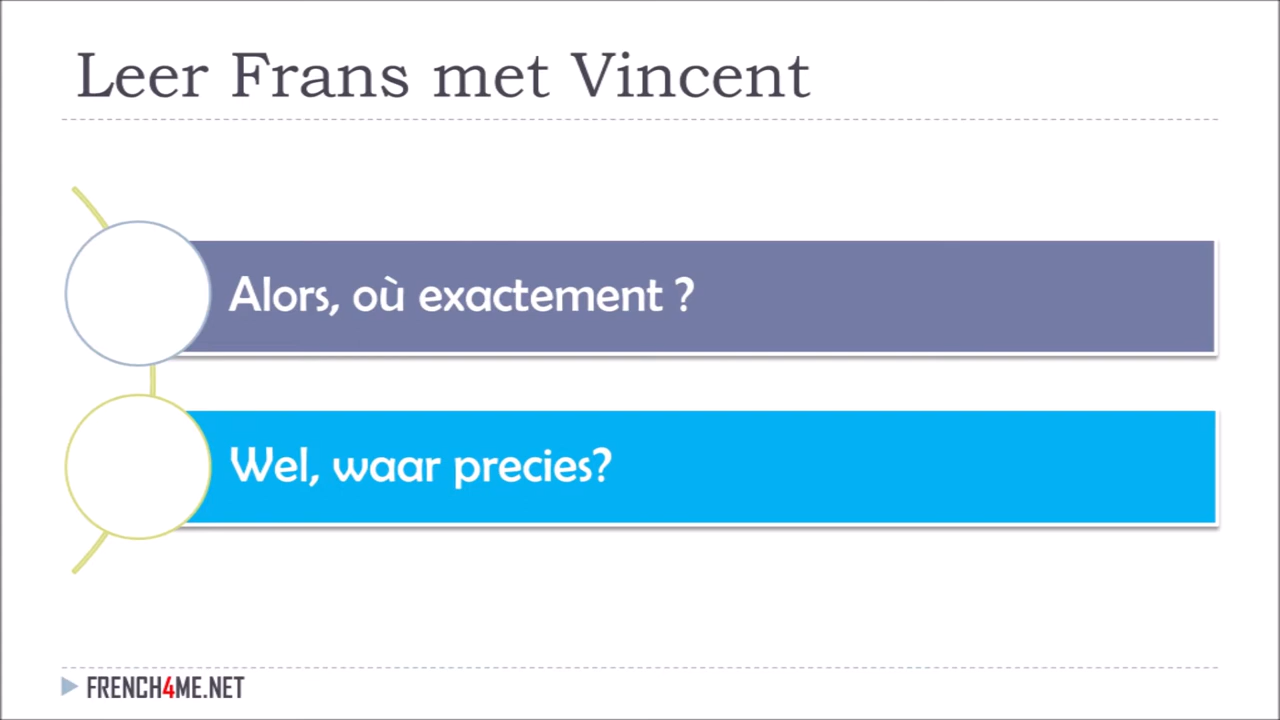 Leer Frans met Vincent
Alors, où exactement ?
Wel, waar precies?
FRENCH4ME.NET